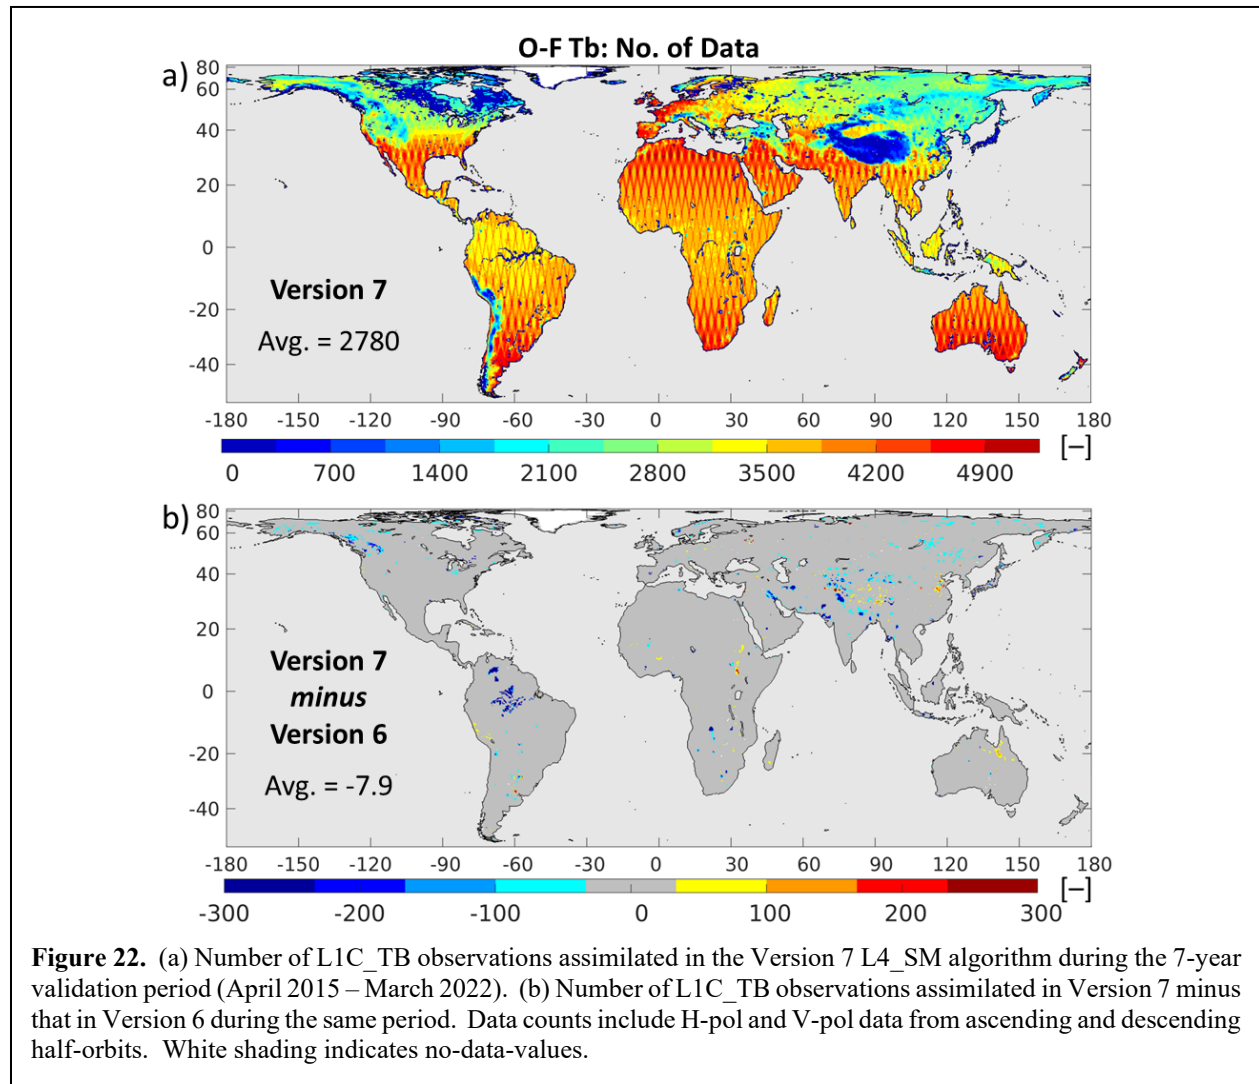 O-F Tb: No. of Data
a)
80
60
40
20
0
-20
-40
Version 7
Avg. = 2780
-180 -150 -120 -90 -60 -30 0 30 60 90 120 150 180
0 700 1400 2100 2800 3500 4200 4900 [–]
b)
80
60
40
20
0
-20
-40
Version 7
minus
Version 6
Avg. = -7.9
-180 -150 -120 -90 -60 -30 0 30 60 90 120 150 180
-300 -200 -100 0 100 200 300 [–]
Figure 22. (a) Number of L1C_TB observations assimilated in the Version 7 L4_SM algorithm during the 7-year
validation period (April 2015 – March 2022). (b) Number of L1C_TB observations assimilated in Version 7 minus
that in Version 6 during the same period. Data counts include H-pol and V-pol data from ascending and descending
half-orbits. White shading indicates no-data-values.